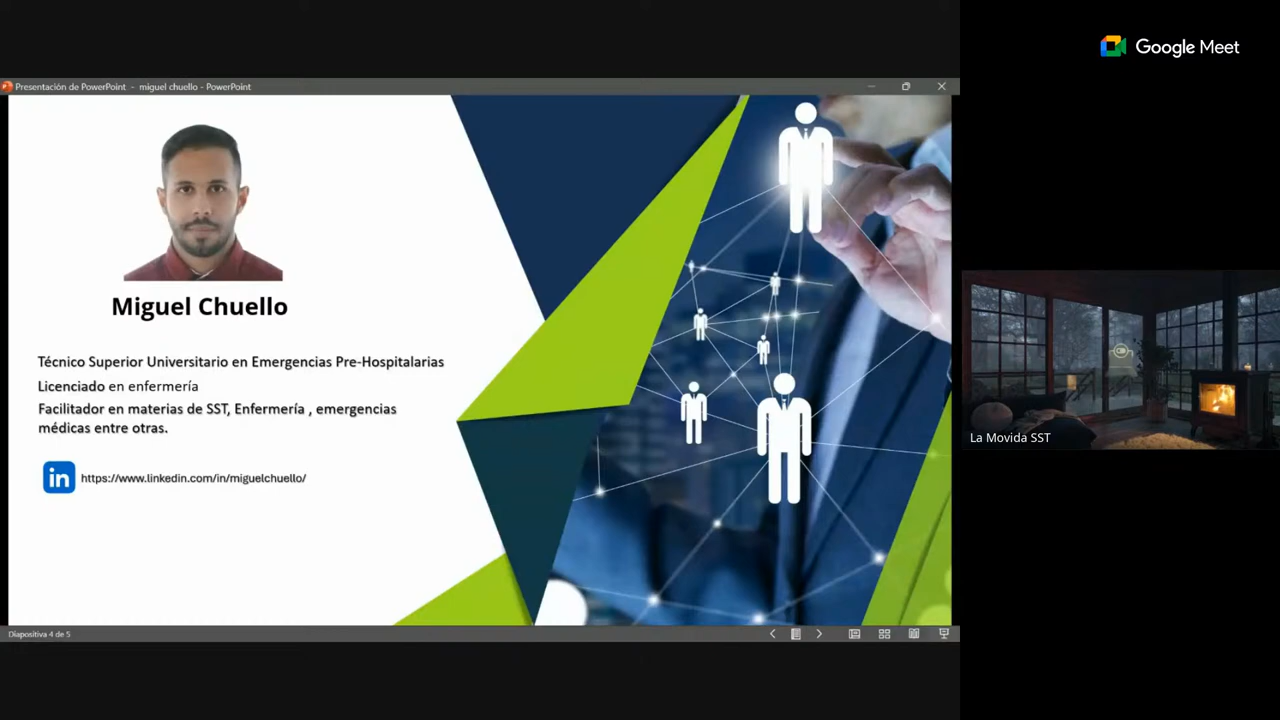 Google Meet
Presentación de PowerPoint - miguel chuello - PowerPoint
Miguel Chuello
Técnico Superior Universitario en Emergencias Pre-Hospitalarias
Licenciado en enfermería
Facilitador en materias de SST, Enfermería , emergencias
médicas entre otras.
in https://www.linkedin.com/in/miguelchuello/
La Movida SST
Diapositiva 4 de 5